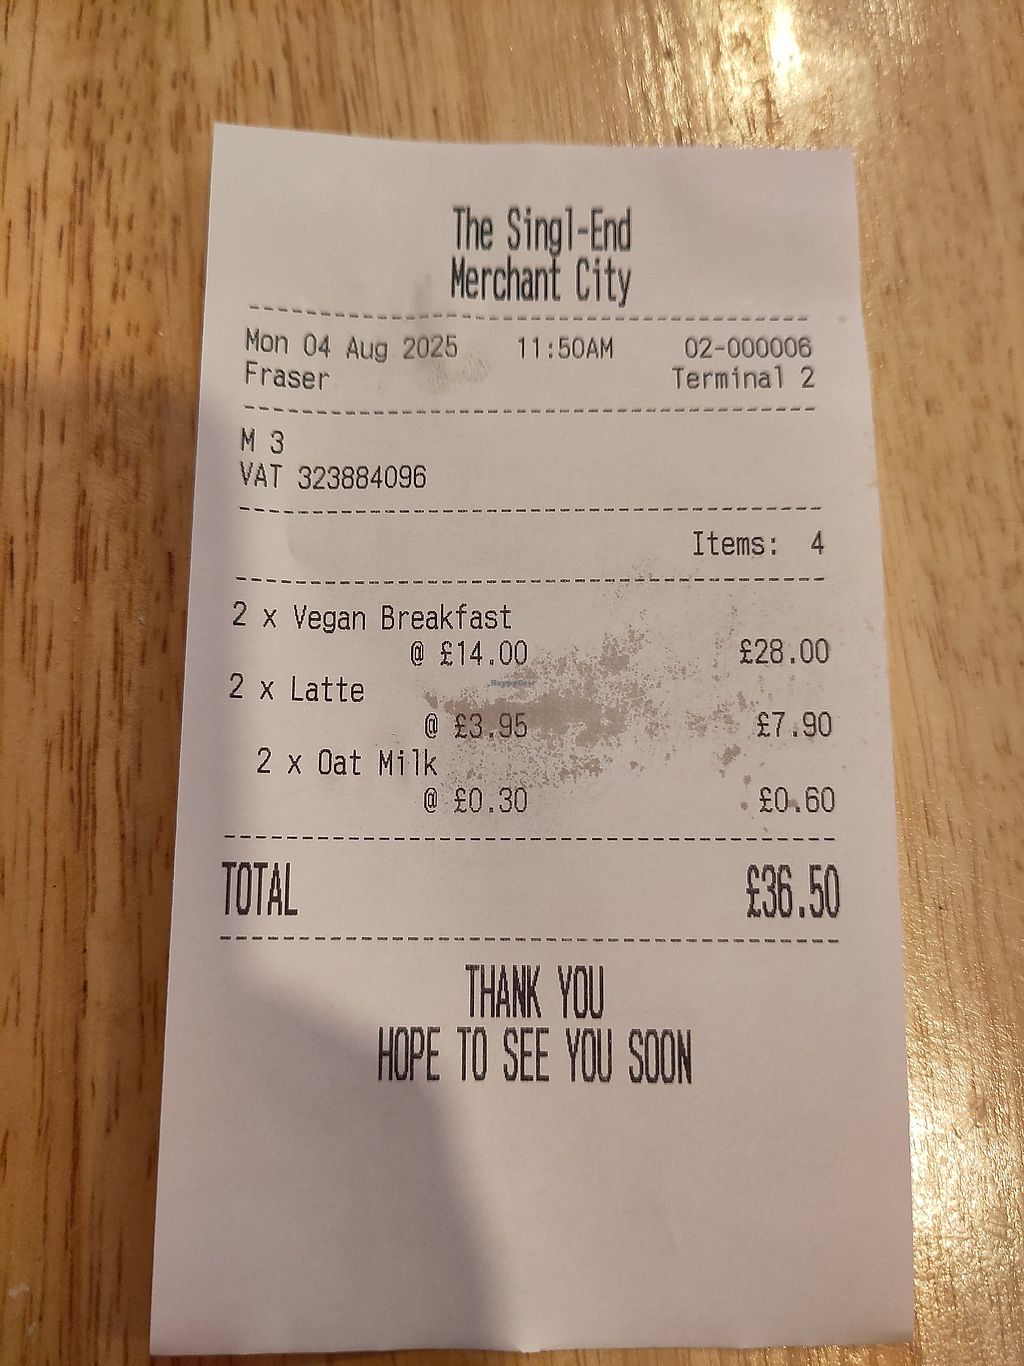 The Singl-End
Merchant City
Mon 04 Aug 2025 11:50AM 02-000006
Fraser Terminal 2
M 3
VAT 323884096
Items: 4
2 x Vegan Breakfast
@ £14.00 £28.00
HappyCow
2 x Latte
@ £3.95 £7.90
2 x Oat Milk
@ £0.30 £0.60
TOTAL £36.50
THANK YOU
HOPE TO SEE YOU SOON